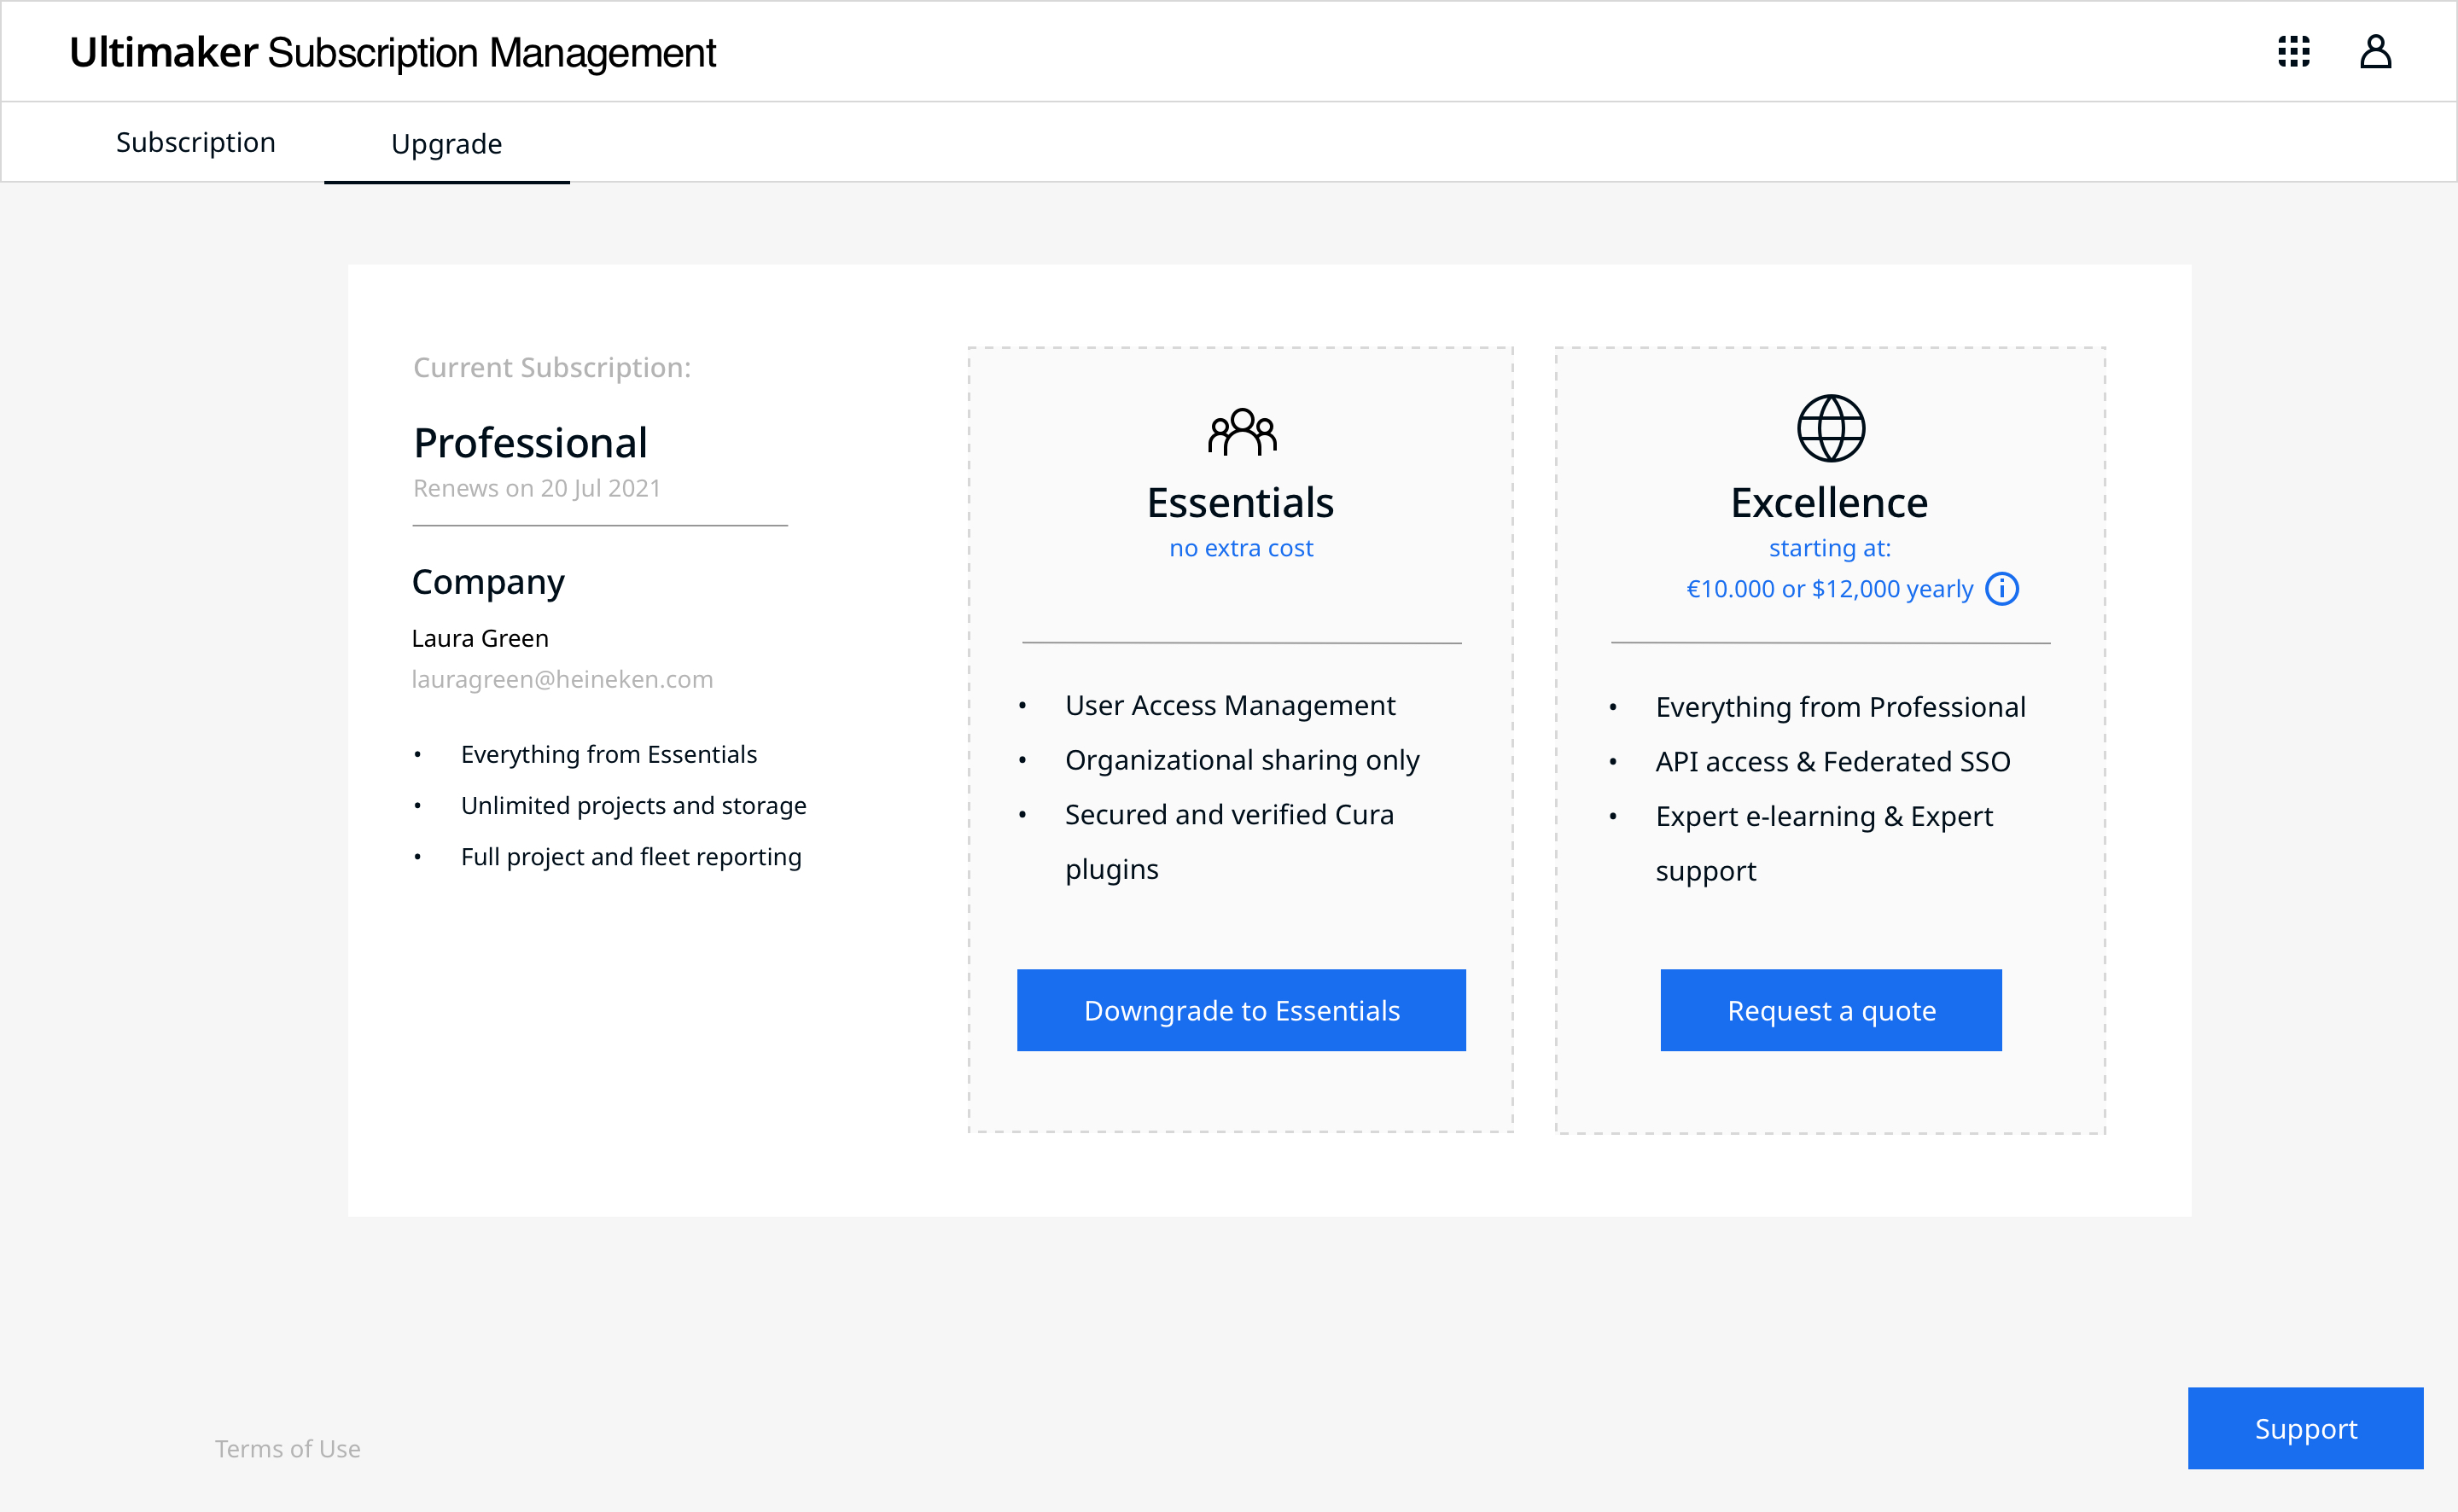 Ultimaker Subscription Management
Subscription
Upgrade
Current Subscription:
Professional
Renews on 20 Jul 2021
Company
Laura Green
lauragreen@heineken.com
• Everything from Essentials
• Unlimited projects and storage
• Full project and fleet reporting
Essentials
no extra cost
• User Access Management
• Organizational sharing only
• Secured and verified Cura
plugins
Downgrade to Essentials
Excellence
starting at:
€10.000 or $12,000 yearly
• Everything from Professional
• API access & Federated SSO
• Expert e-learning & Expert
support
Request a quote
Terms of Use
Support